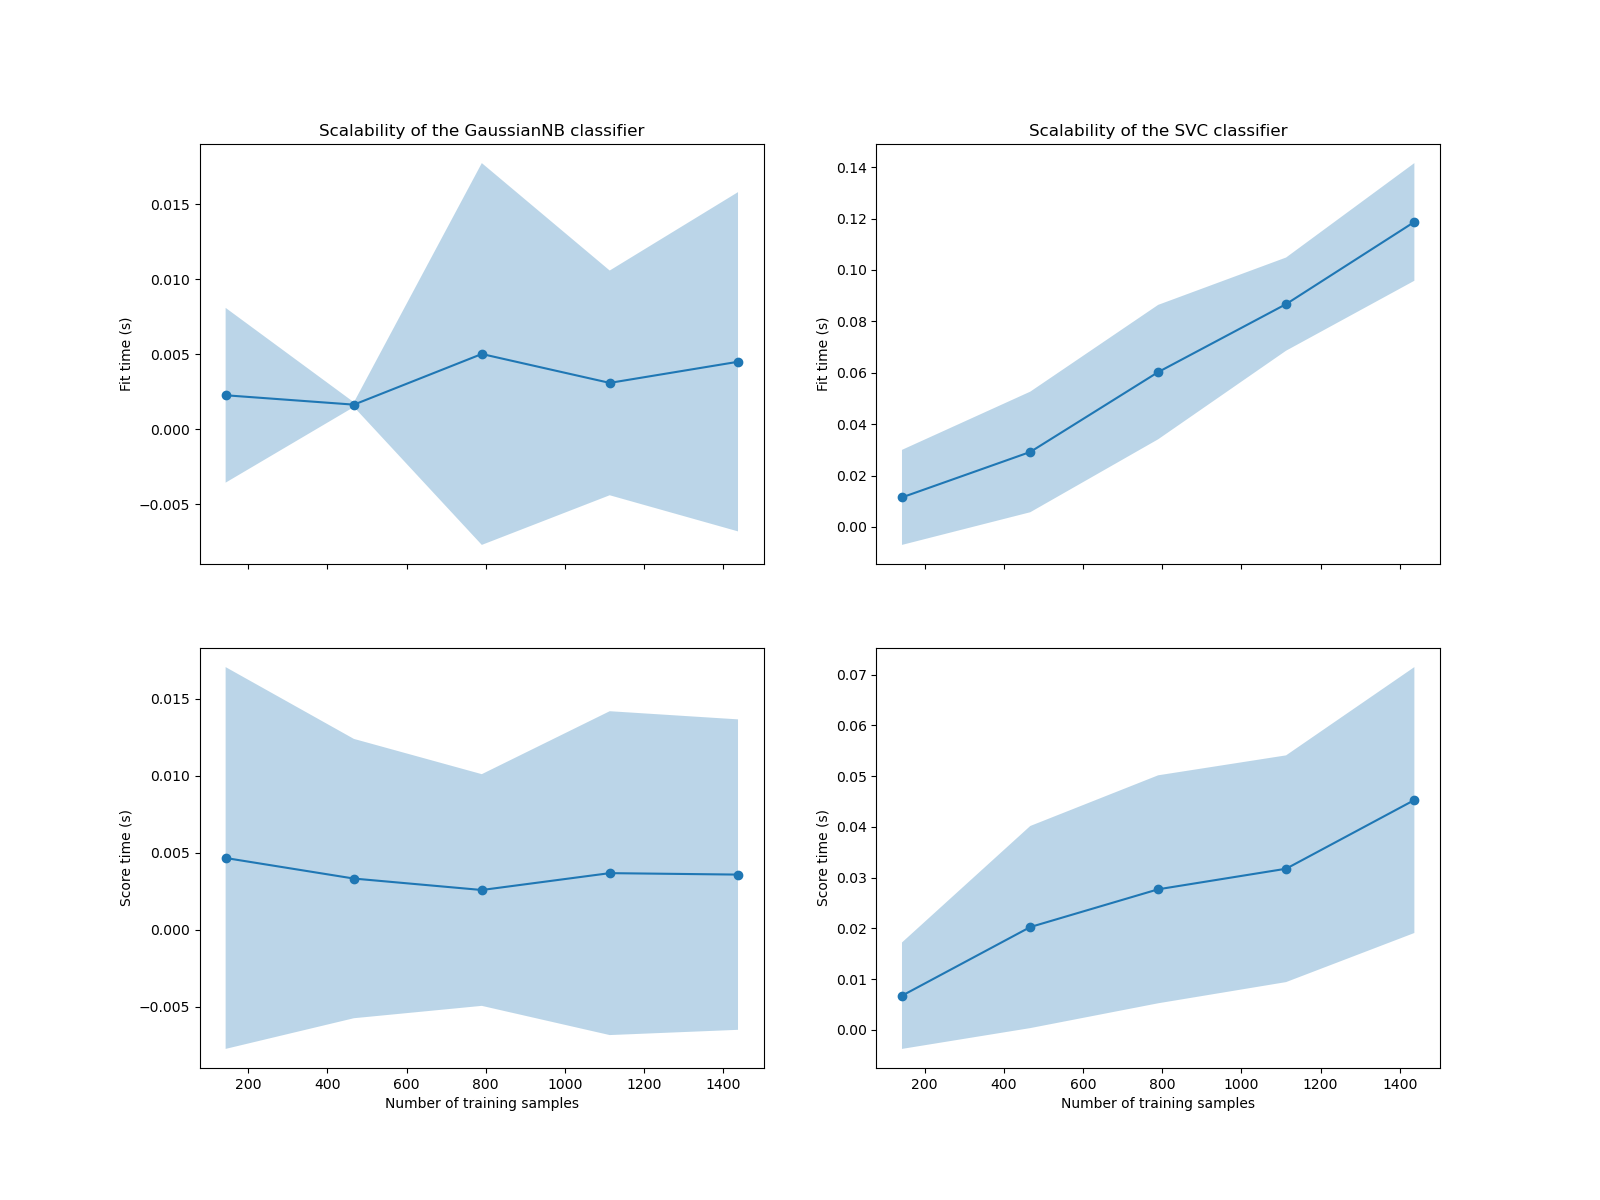 Scalability of the GaussianNB classifier
Fit time (s)
0.015
0.010
0.005
0.000
−0.005
Scalability of the SVC classifier
Fit time (s)
0.14
0.12
0.10
0.08
0.06
0.04
0.02
0.00
Score time (s)
0.015
0.010
0.005
0.000
−0.005
200 400 600 800 1000 1200 1400
Number of training samples
Score time (s)
0.07
0.06
0.05
0.04
0.03
0.02
0.01
0.00
200 400 600 800 1000 1200 1400
Number of training samples